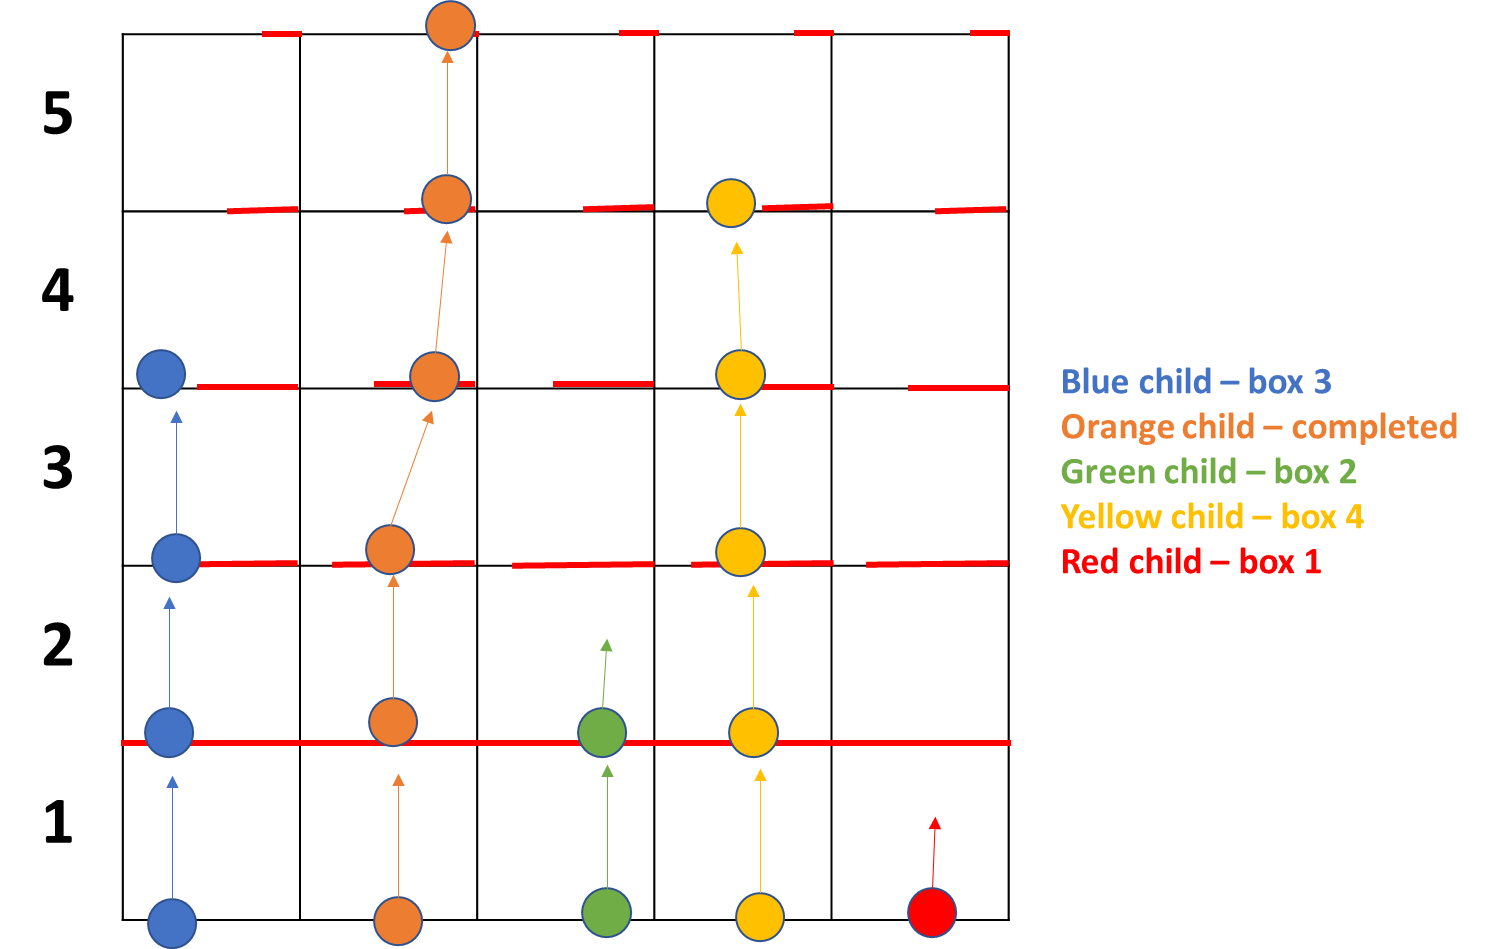 5
4
3
2
1
Blue child – box 3
Orange child – completed
Green child – box 2
Yellow child – box 4
Red child – box 1